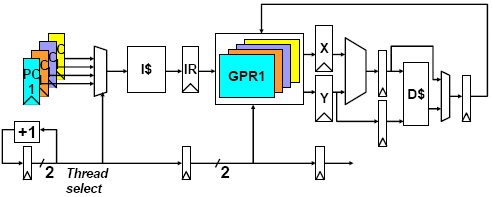 X
I$
IR
GPR1
PC
1
Y
D$
+1
2
Thread
select
2